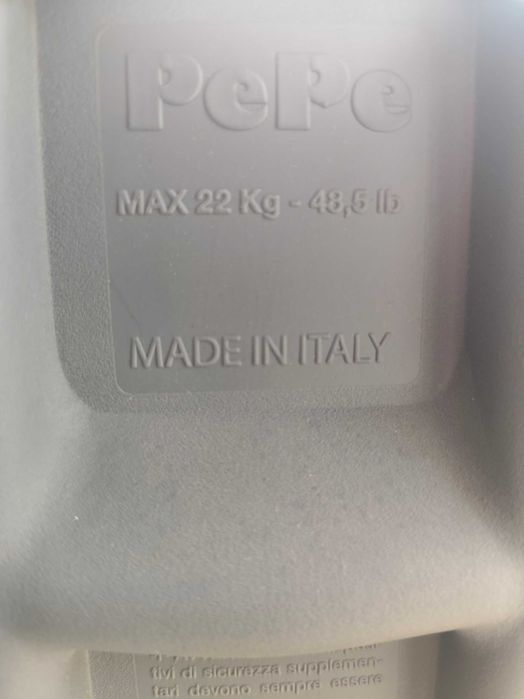 PePe
MAX 22 Kg - 48,5 lb
MADE IN ITALY
tivi di sicurezza supplemen-
tari devono sempre essere